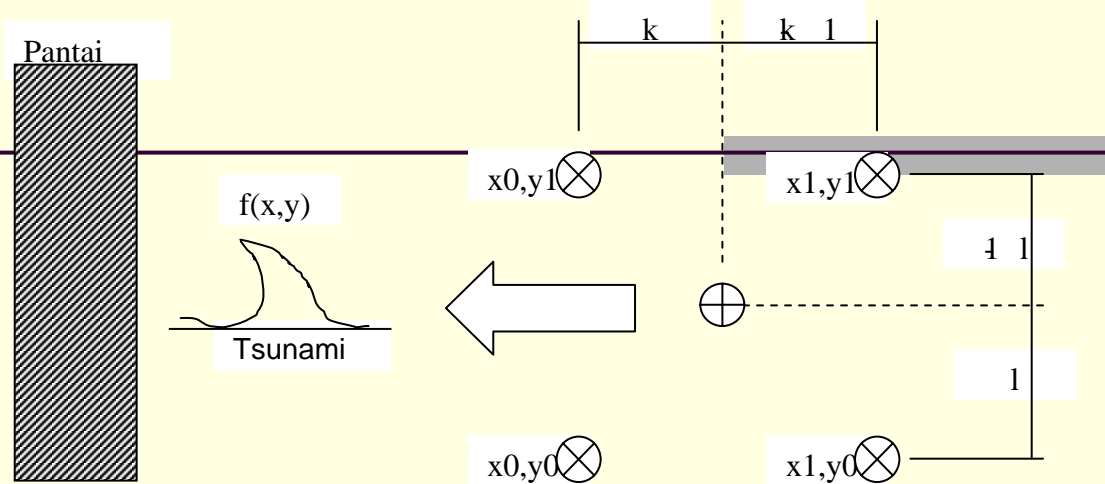 k
k 1
Pantai
x0,y1
x1,y1
f(x,y)
1 l
Tsunami
l
x0,y0
x1,y0